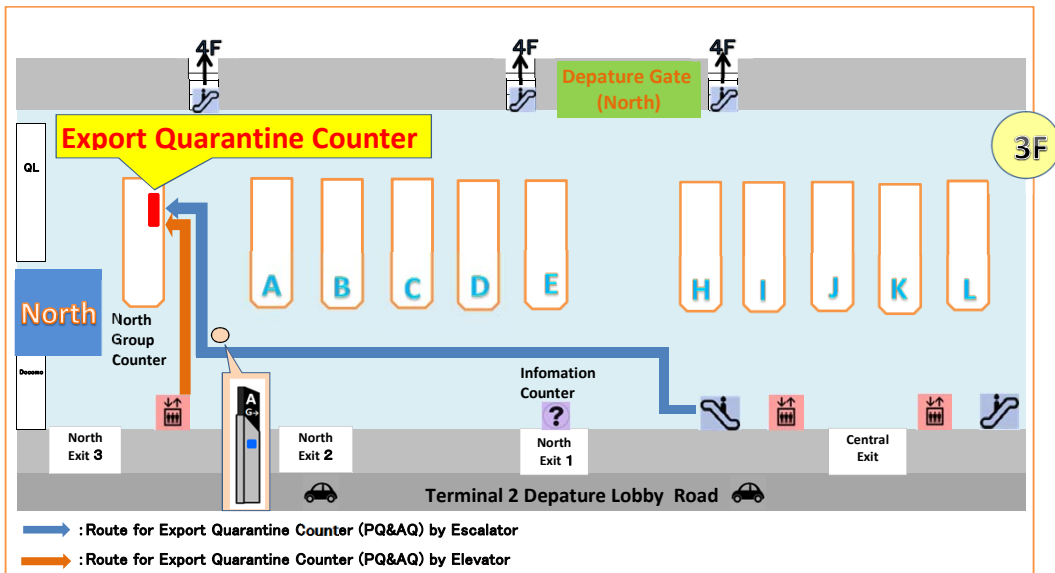 4F
4F
4F
Depature Gate
(North)
Export Quarantine Counter
3F
QL
A
B
C
D
E
H
I
J
K
L
North
North
Group
Counter
Docomo
Infomation
Counter
?
A
G→
North
Exit 3
North
Exit 2
North
Exit 1
Central
Exit
Terminal 2 Depature Lobby Road
:Route for Export Quarantine Counter (PQ&AQ) by Escalator
:Route for Export Quarantine Counter (PQ&AQ) by Elevator